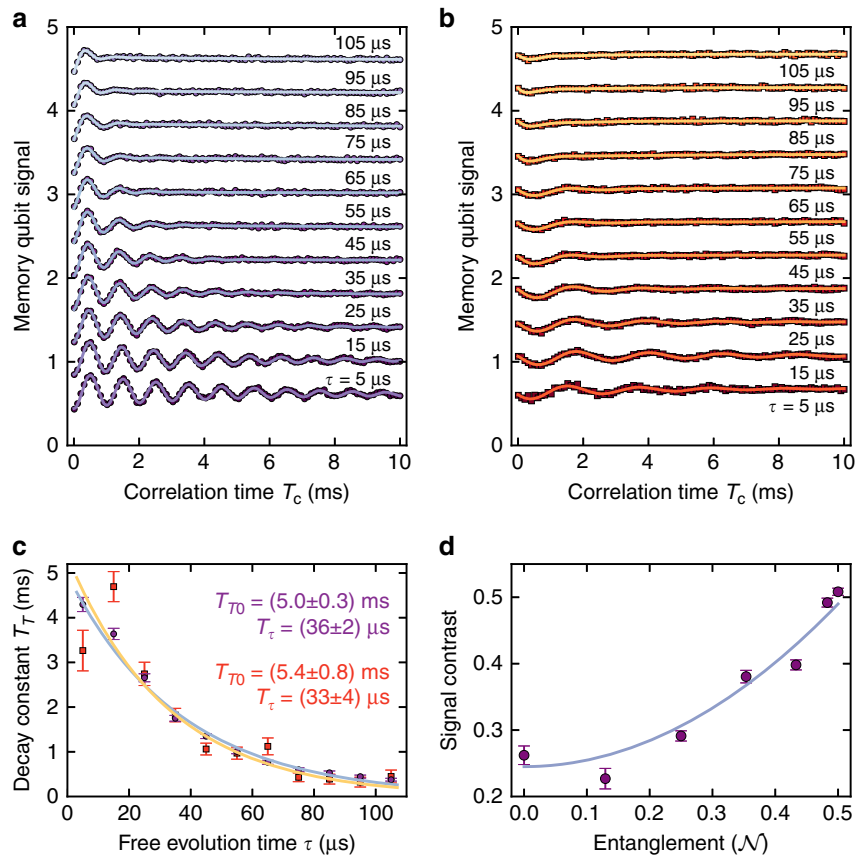 a
5
4
3
2
1
0
Memory qubit signal
105 μs
95 μs
85 μs
75 μs
65 μs
55 μs
45 μs
35 μs
25 μs
15 μs
τ = 5 μs
0 2 4 6 8 10
Correlation time Tc (ms)
b
5
4
3
2
1
0
Memory qubit signal
105 μs
95 μs
85 μs
75 μs
65 μs
55 μs
45 μs
35 μs
25 μs
15 μs
τ = 5 μs
0 2 4 6 8 10
Correlation time Tc (ms)
c
5
4
3
2
1
0
Decay constant TT (ms)
TT0 = (5.0±0.3) ms
Tτ = (36±2) μs
TT0 = (5.4±0.8) ms
Tτ = (33±4) μs
0 20 40 60 80 100
Free evolution time τ (μs)
d
0.5
0.4
0.3
0.2
Signal contrast
0.0 0.1 0.2 0.3 0.4 0.5
Entanglement (𝒩)